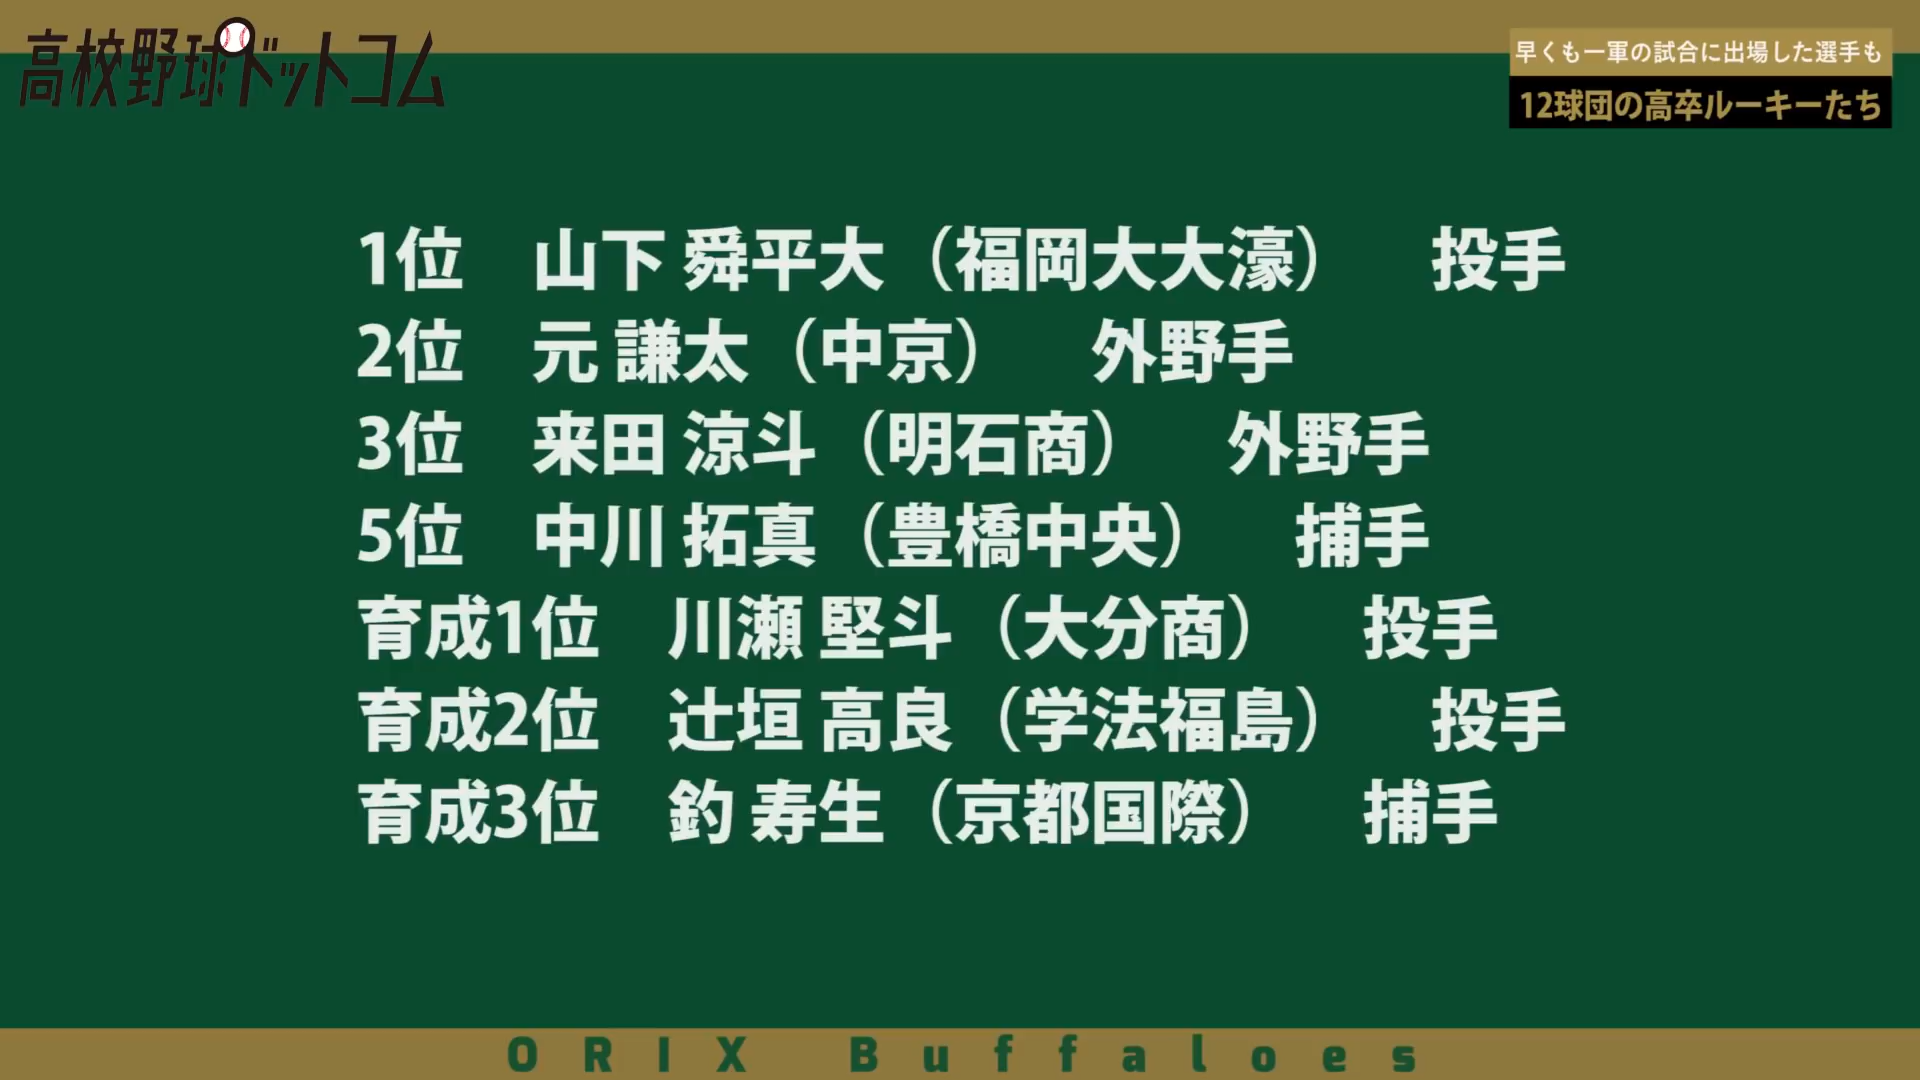 高校野球ドットコム
早くも一軍の試合に出場した選手も
12球団の高卒ルーキーたち
1位　山下 舜平大（福岡大大濠）　投手
2位　元 謙太（中京）　外野手
3位　来田 涼斗（明石商）　外野手
5位　中川 拓真（豊橋中央）　捕手
育成1位　川瀬 堅斗（大分商）　投手
育成2位　辻垣 高良（学法福島）　投手
育成3位　釣 寿生（京都国際）　捕手
ORIX Buffaloes